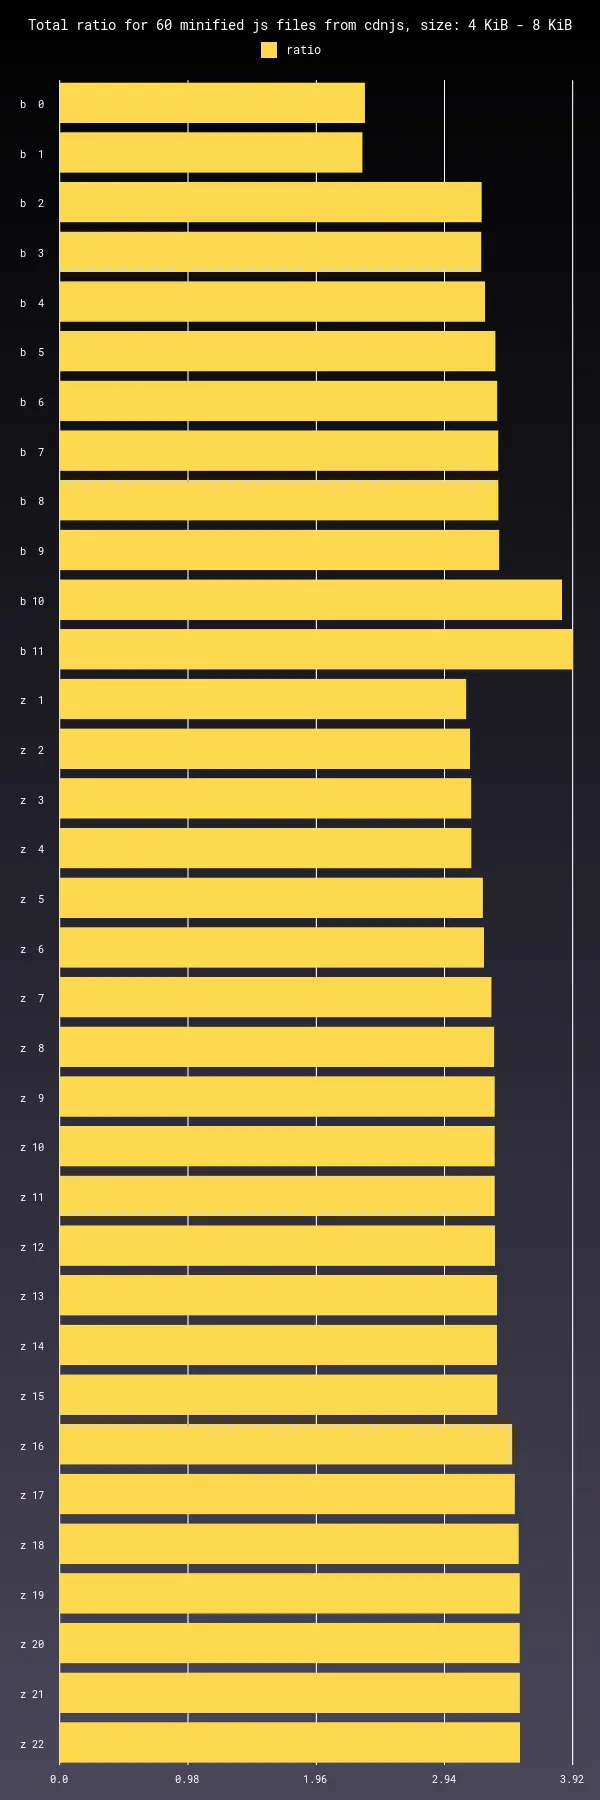 Total ratio for 60 minified js files from cdnjs, size: 4 KiB - 8 KiB
ratio
b 0
b 1
b 2
b 3
b 4
b 5
b 6
b 7
b 8
b 9
b 10
b 11
z 1
z 2
z 3
z 4
z 5
z 6
z 7
z 8
z 9
z 10
z 11
z 12
z 13
z 14
z 15
z 16
z 17
z 18
z 19
z 20
z 21
z 22
0.0 0.98 1.96 2.94 3.92